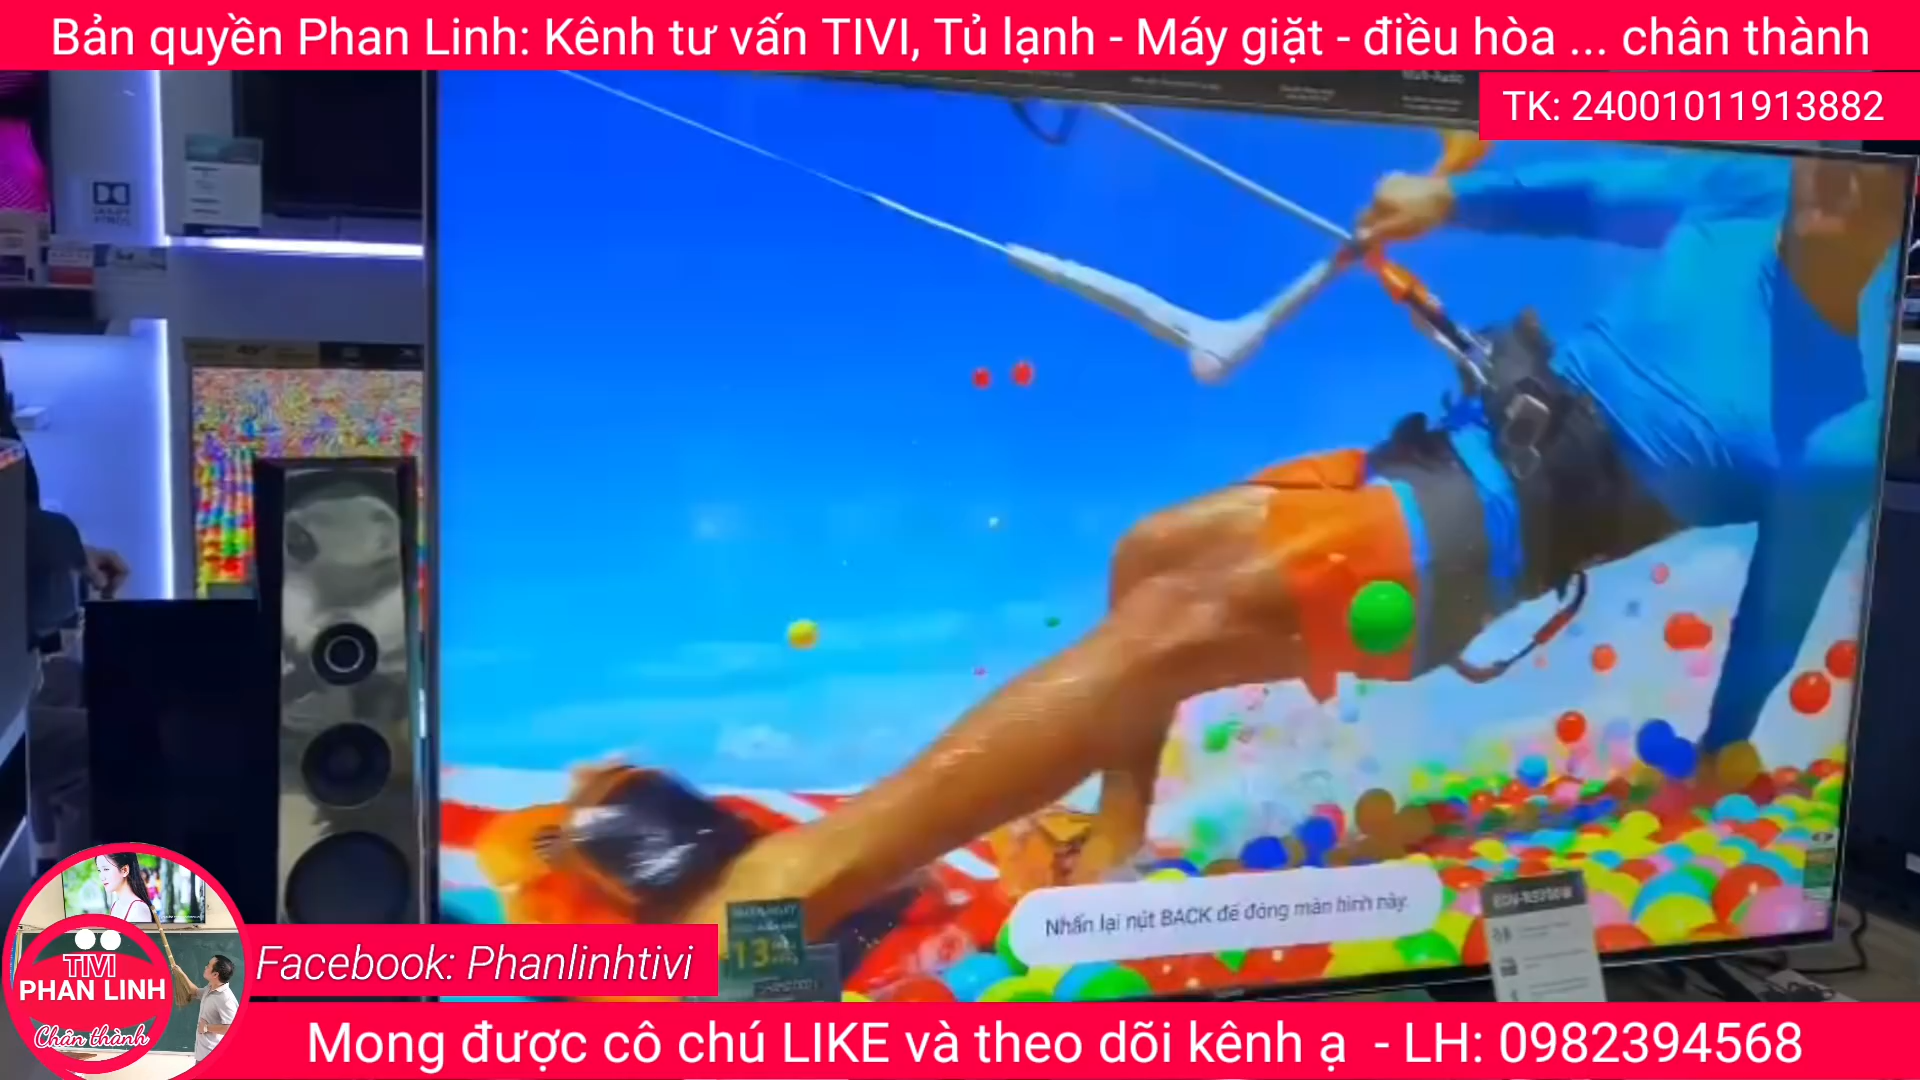 Bản quyền Phan Linh: Kênh tư vấn TIVI, Tủ lạnh - Máy giặt - điều hòa ... chân thành
TK: 24001011913882
Nhấn lại nút BACK để đóng màn hình này.
13
TIVI
PHAN LINH
Chân thành
Facebook: Phanlinhtivi
Mong được cô chú LIKE và theo dõi kênh ạ - LH: 0982394568